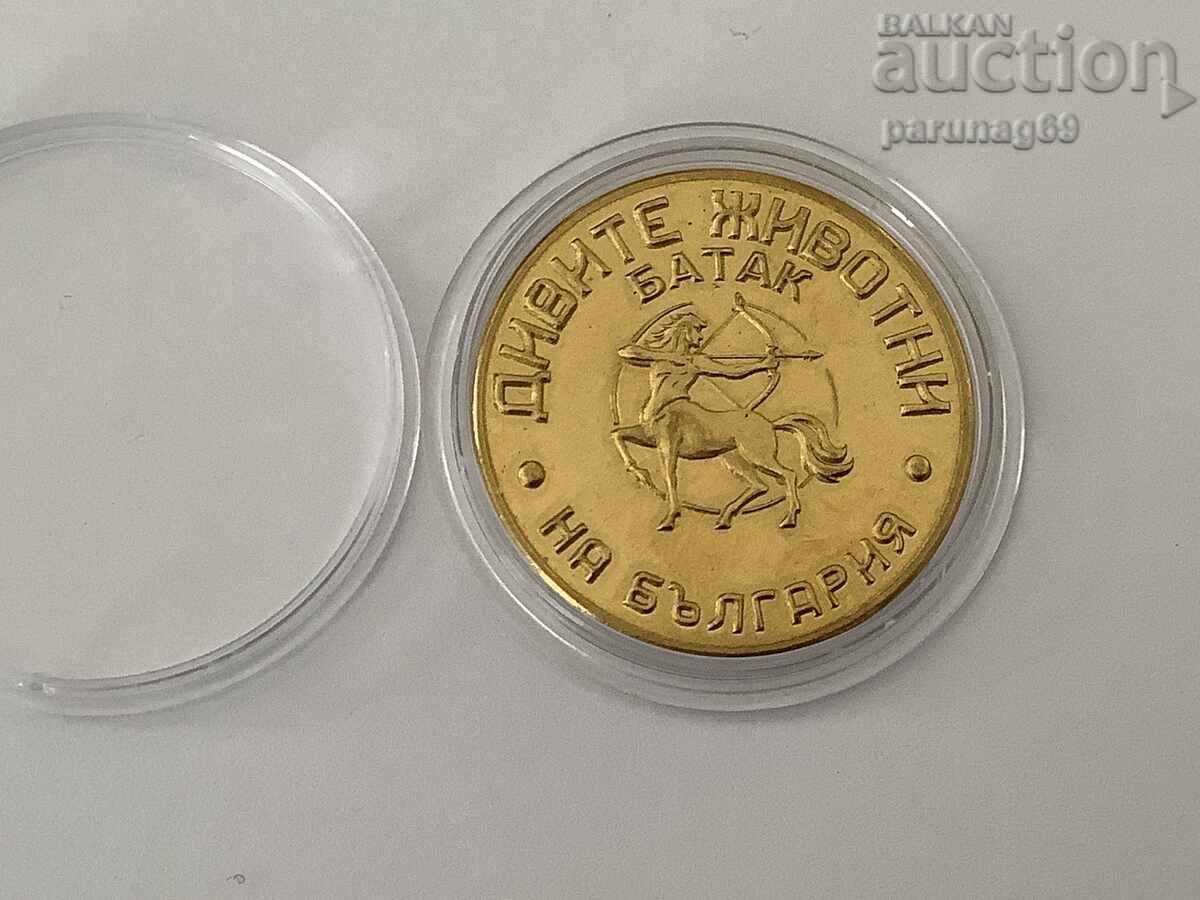 BALKAN
auction
parunag69
ДИВИТЕ ЖИВОТНИ
БАТАК
НА БЪЛГАРИЯ